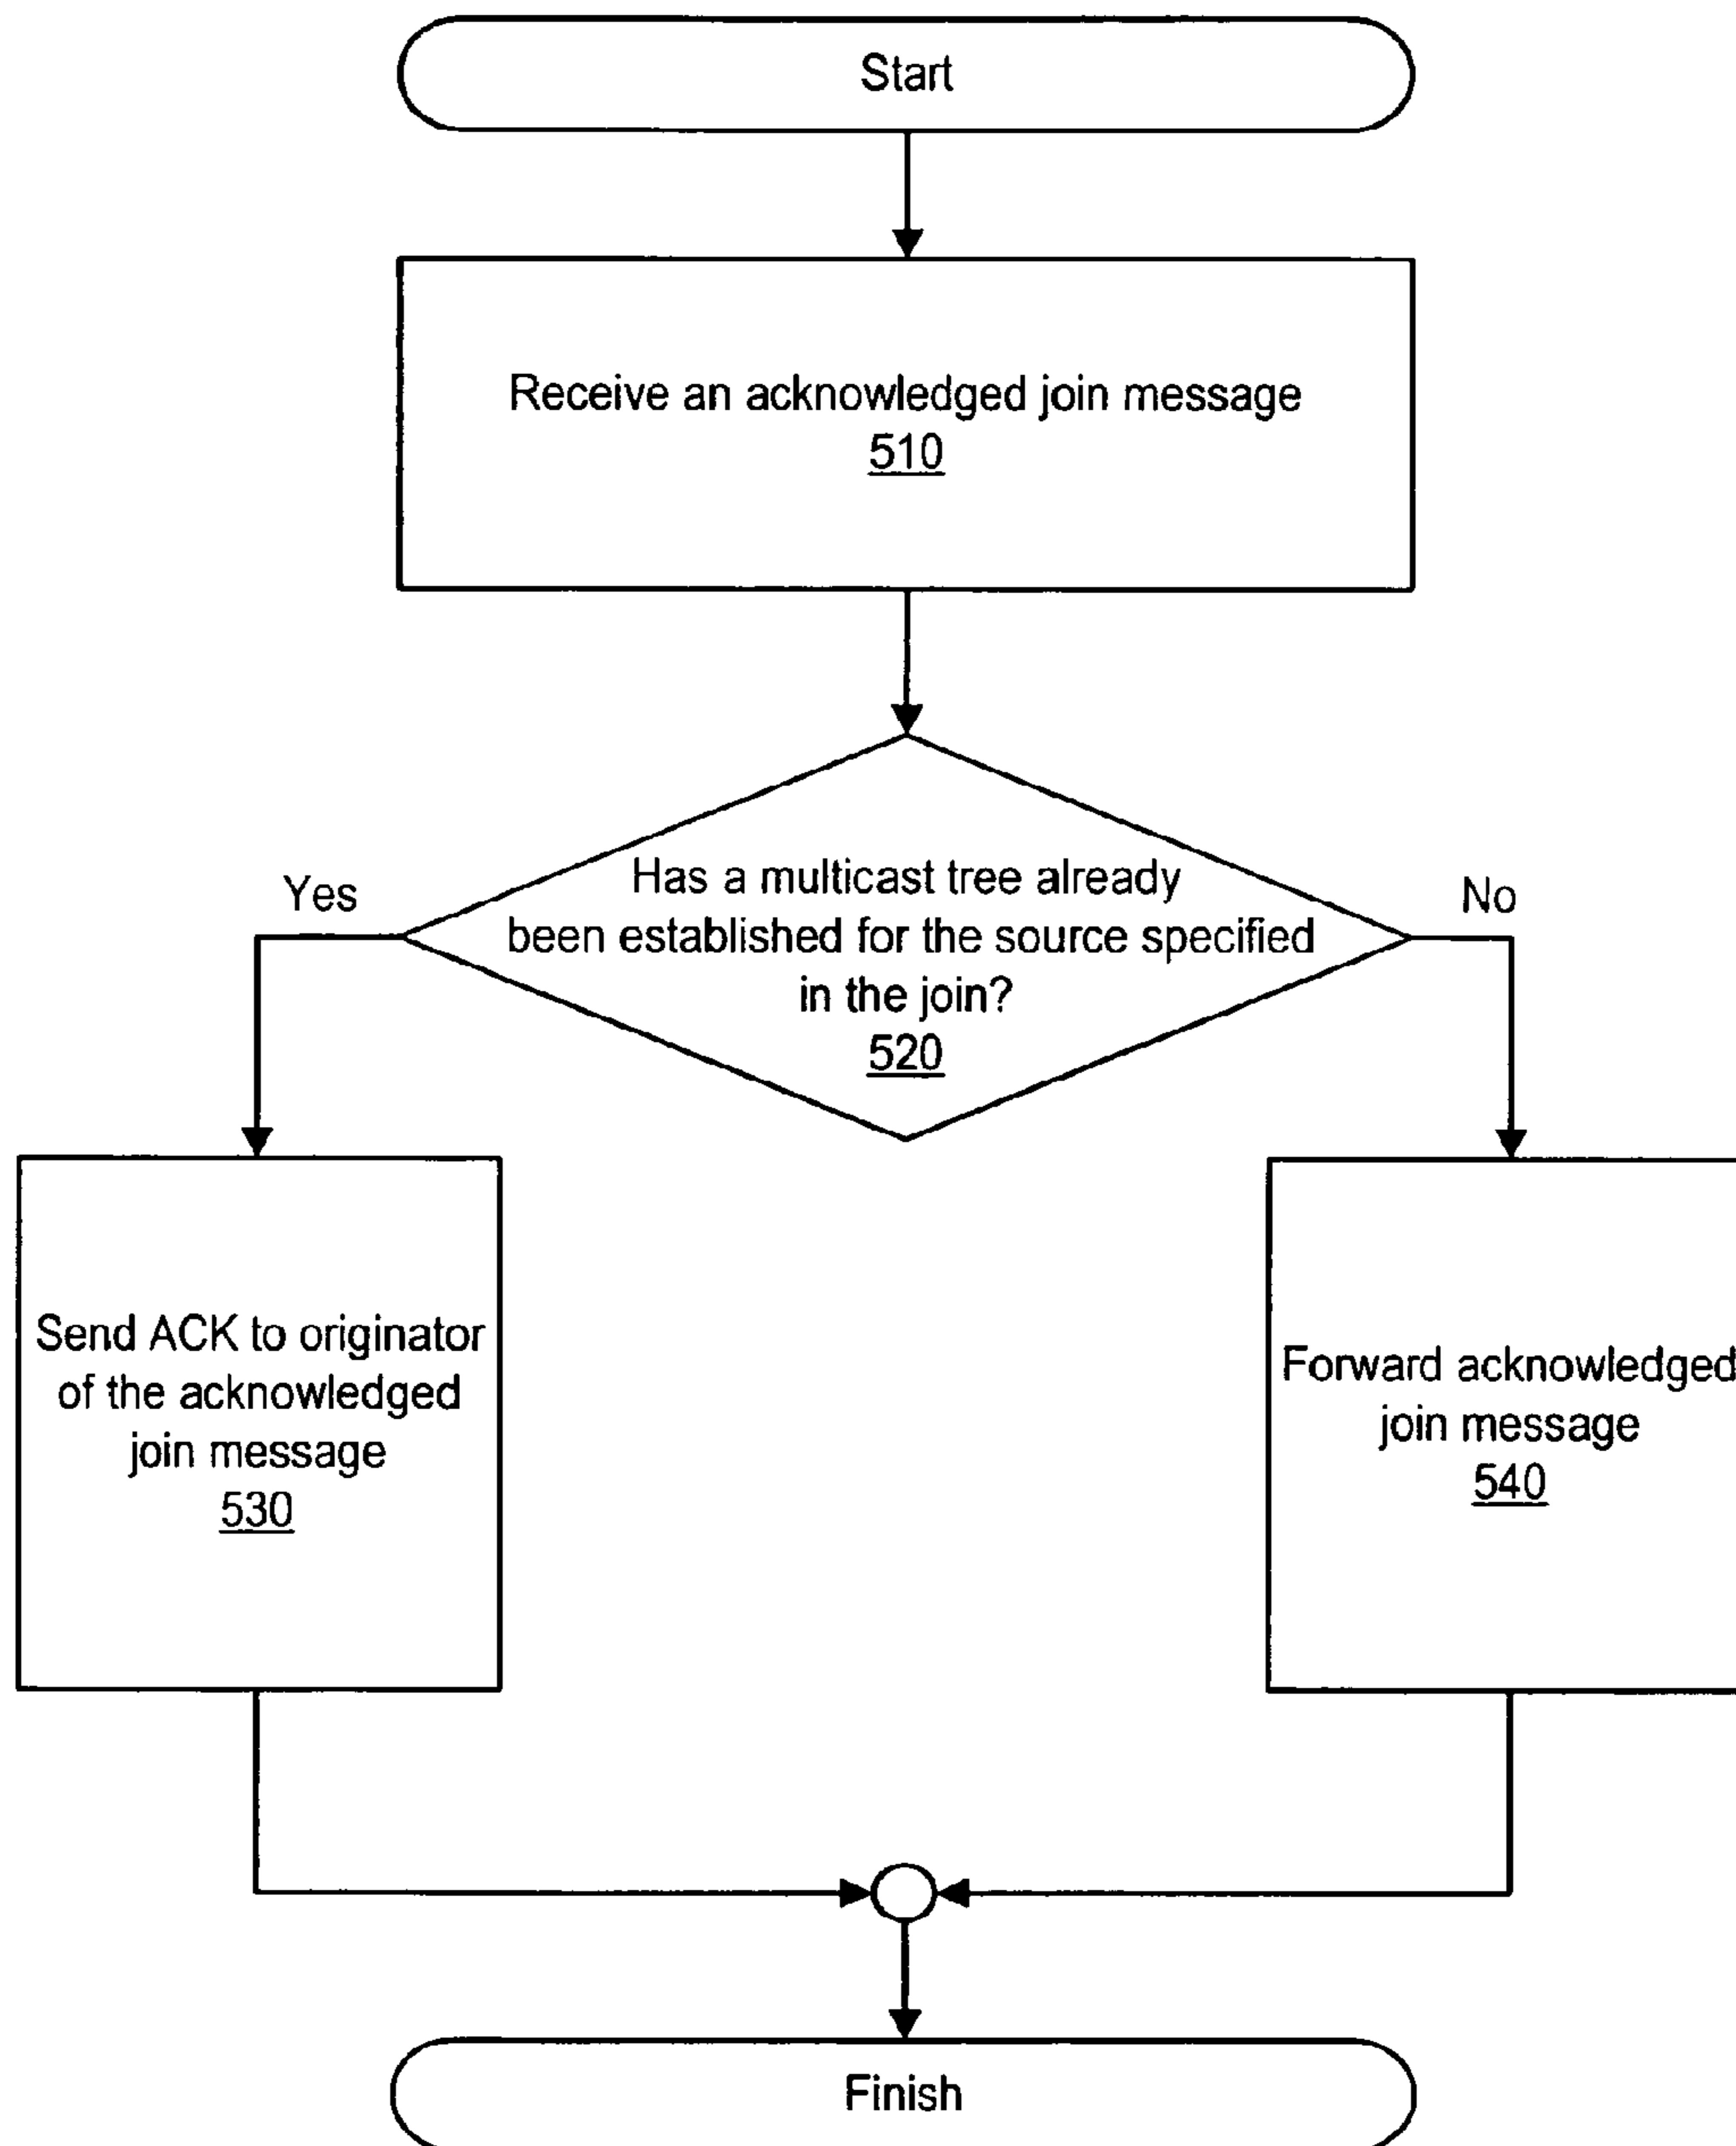 Start
Receive an acknowledged join message
510
Has a multicast tree already
been established for the source specified
in the join?
520
Yes
No
Send ACK to originator
of the acknowledged
join message
530
Forward acknowledged
join message
540
Finish